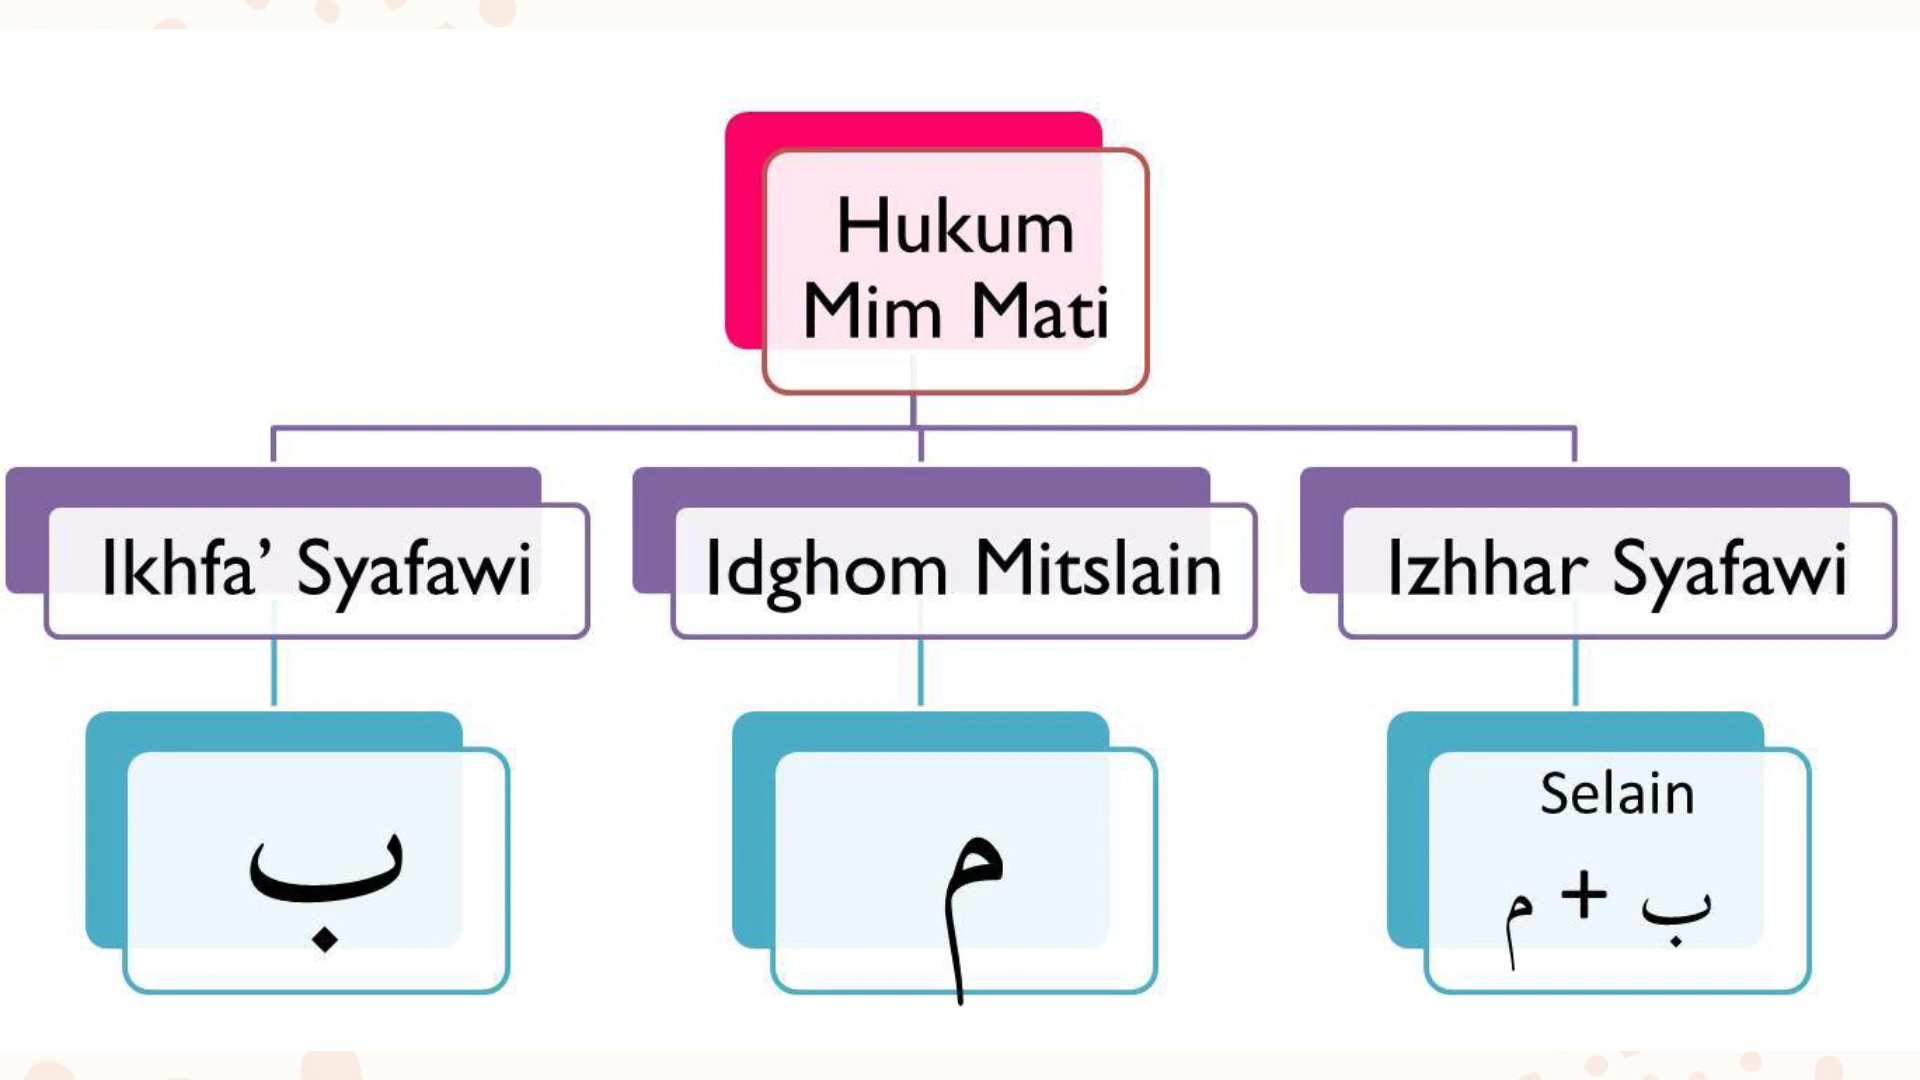 Hukum
Mim Mati
Ikhfa’ Syafawi
Idghom Mitslain
Izhhar Syafawi
ب
م
Selain
م + ب